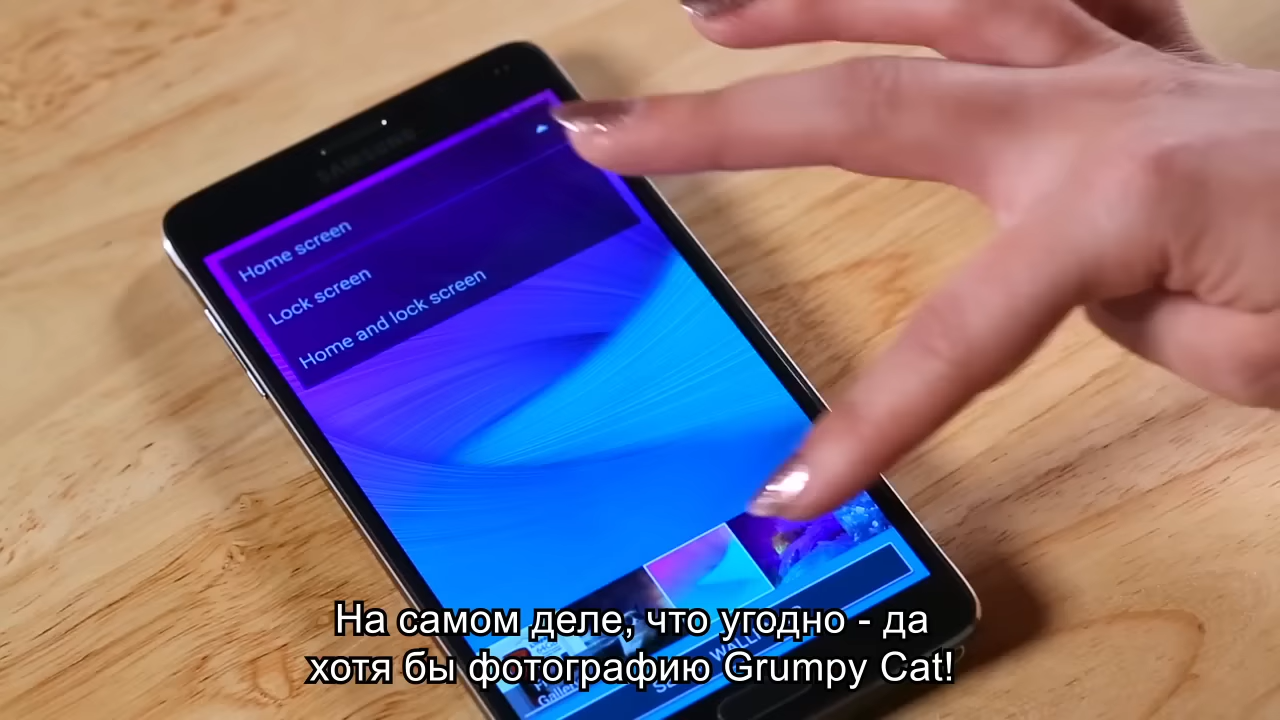 SAMSUNG
Home screen
Lock screen
Home and lock screen
Gallery
На самом деле, что угодно - да
хотя бы фотографию Grumpy Cat!